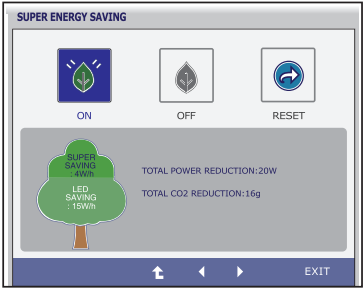 SUPER ENERGY SAVING
ON
OFF
RESET
SUPER
SAVING
: 4W/h
LED
SAVING
: 15W/h
TOTAL POWER REDUCTION:20W
TOTAL CO2 REDUCTION:16g
EXIT